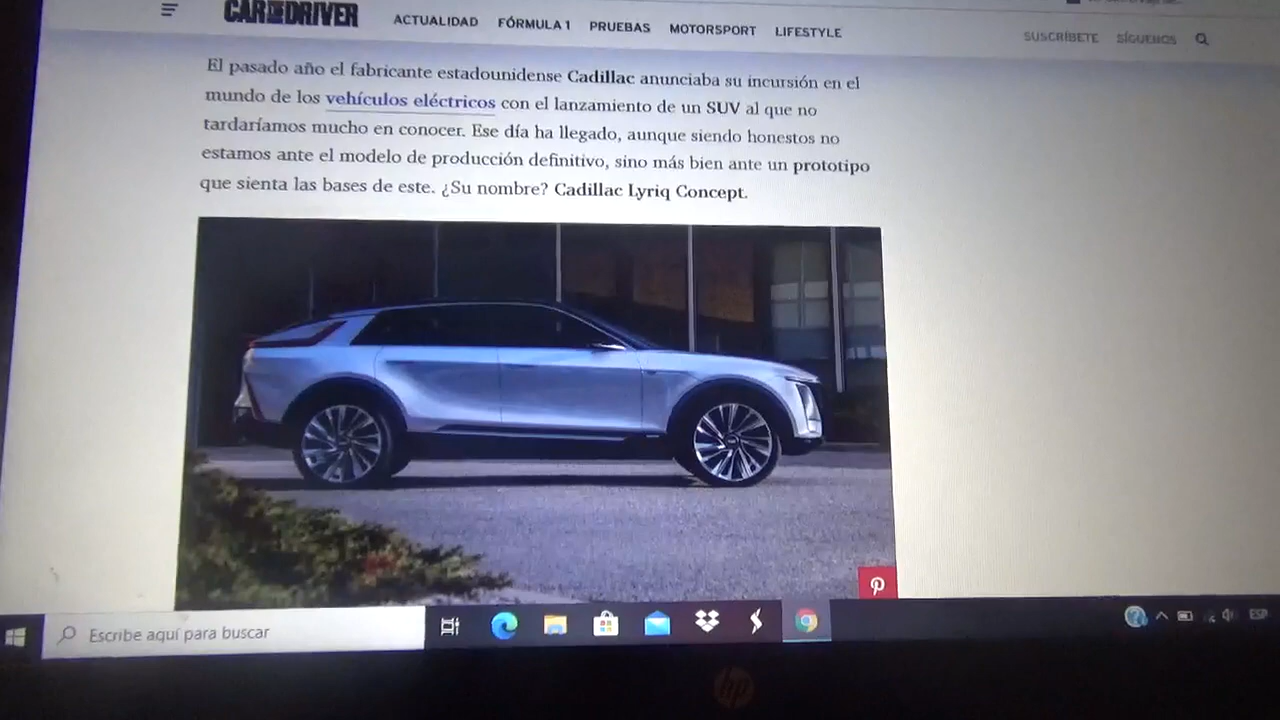 CAR AND DRIVER
ACTUALIDAD FÓRMULA 1 PRUEBAS MOTORSPORT LIFESTYLE
SUSCRÍBETE SÍGUENOS
El pasado año el fabricante estadounidense Cadillac anunciaba su incursión en el
mundo de los vehículos eléctricos con el lanzamiento de un SUV al que no
tardaríamos mucho en conocer. Ese día ha llegado, aunque siendo honestos no
estamos ante el modelo de producción definitivo, sino más bien ante un prototipo
que sienta las bases de este. ¿Su nombre? Cadillac Lyriq Concept.
Escribe aquí para buscar
ESP
hp